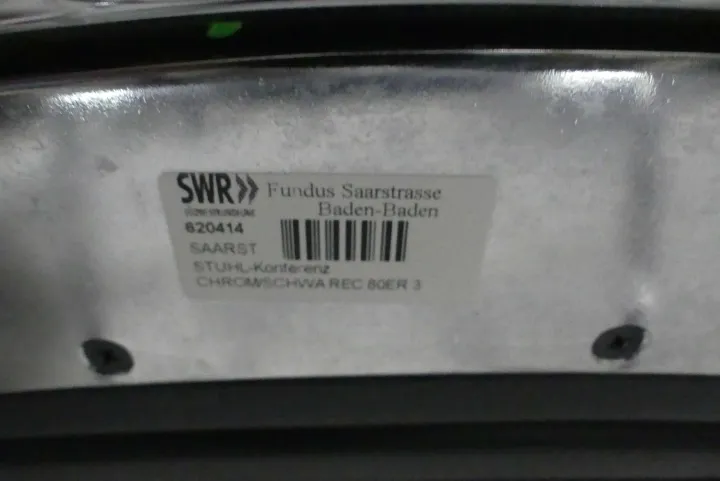 SWR» Fundus Saarstrasse
Baden-Baden
620414
SAARST
STUHL-Konferenz
CHROM/SCHWA REC 80ER 3